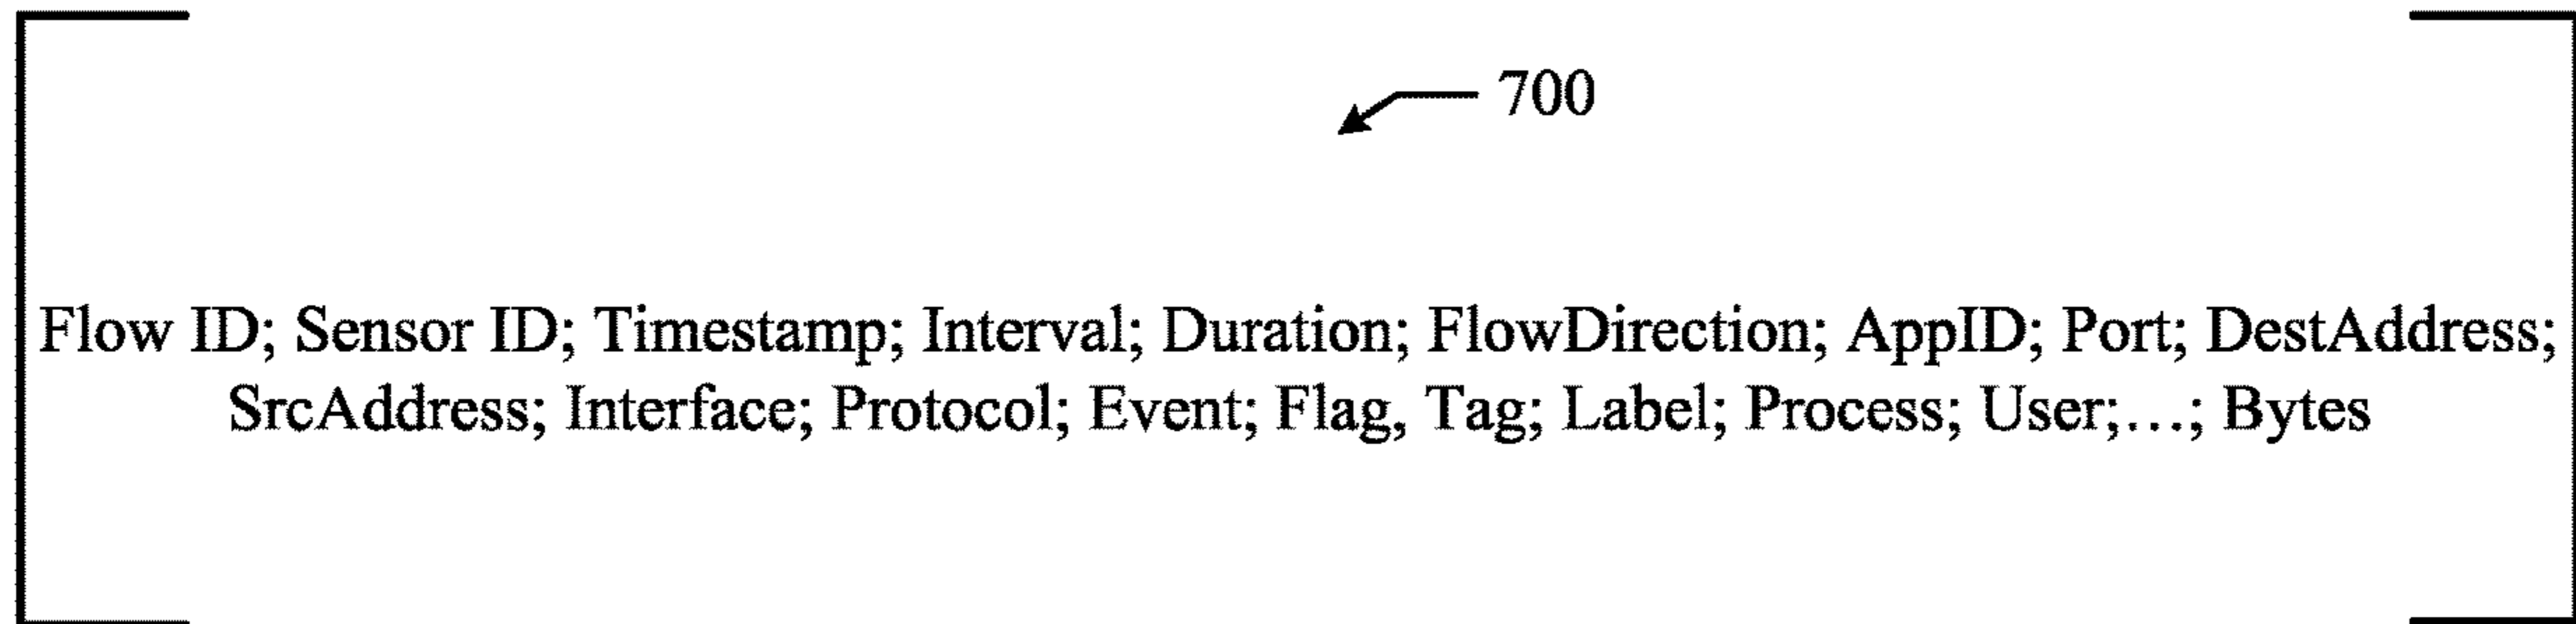 700
Flow ID; Sensor ID; Timestamp; Interval; Duration; FlowDirection; AppID; Port; DestAddress;
SrcAddress; Interface; Protocol; Event; Flag, Tag; Label; Process; User;…; Bytes